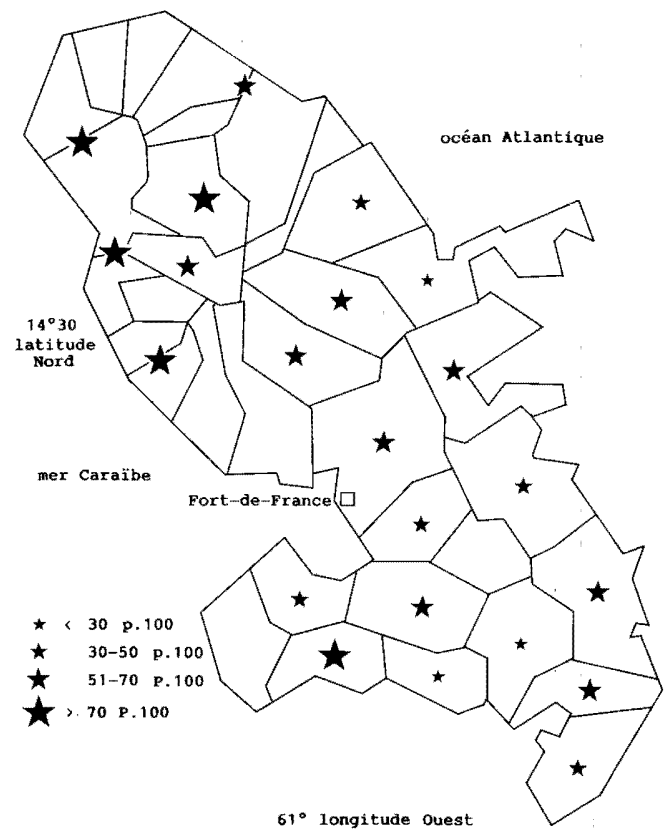 océan Atlantique
14°30
latitude
Nord
mer Caraïbe
Fort-de-France
< 30 p.100
30-50 p.100
51-70 P.100
> 70 P.100
61° longitude Ouest